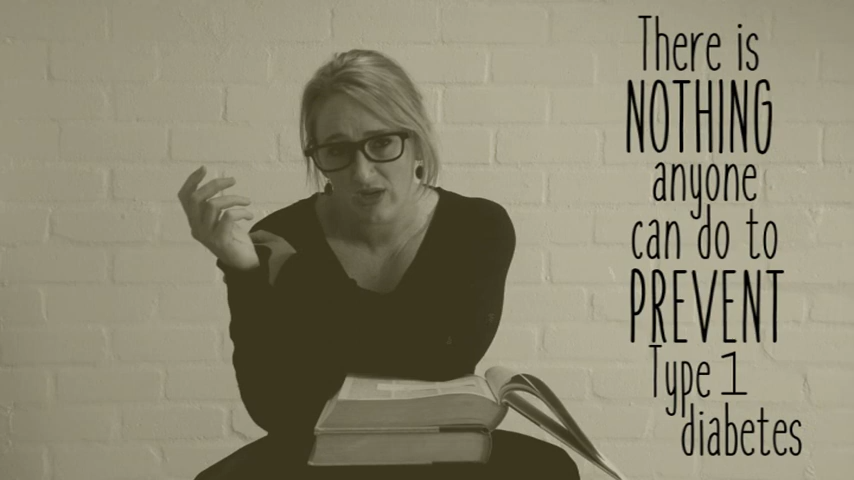 There is
NOTHING
anyone
can do to
PREVENT
Type 1
diabetes